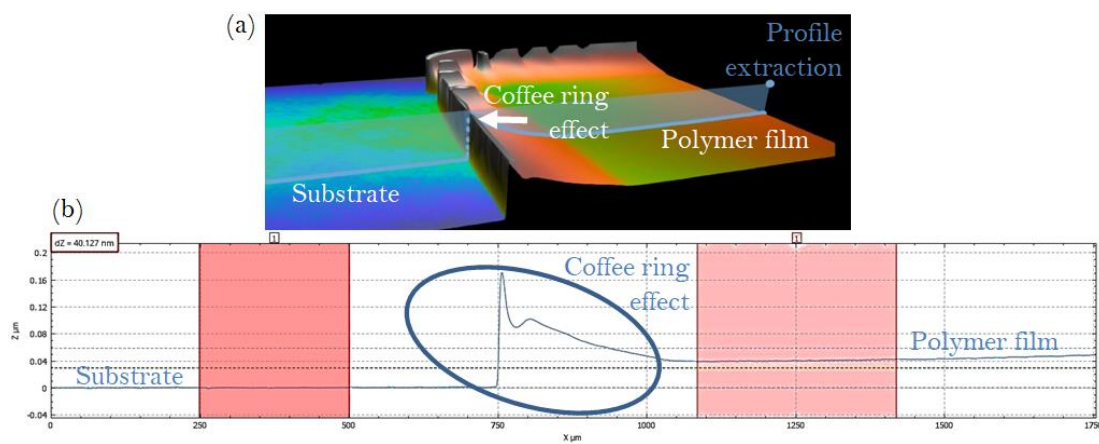 (a)
Profile
extraction
Coffee ring
effect
Polymer film
Substrate
(b)
dZ = 40.127 nm
1
1
0.2
0.16
0.12
0.08
0.04
0
-0.04
Z µm
Coffee ring
effect
Substrate
Polymer film
0 250 500 750 1000 1250 1500 1750
X µm